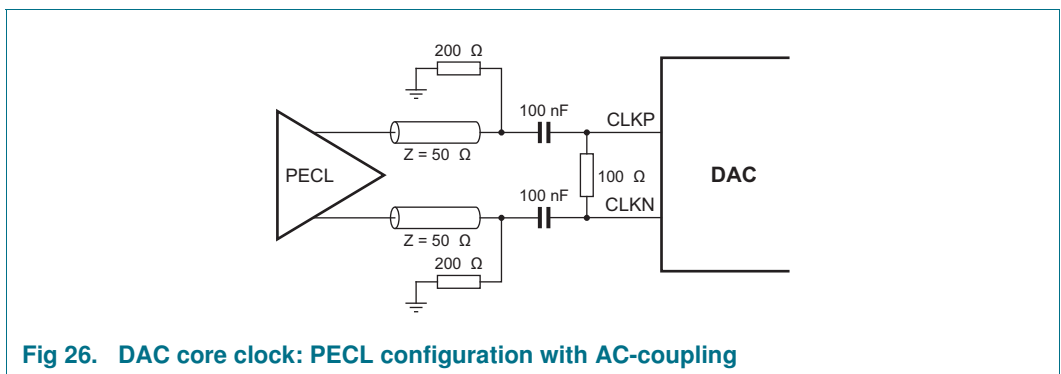 200 Ω
100 nF
CLKP
Z = 50 Ω
PECL
100 Ω
DAC
100 nF
CLKN
Z = 50 Ω
200 Ω
Fig 26. DAC core clock: PECL configuration with AC-coupling